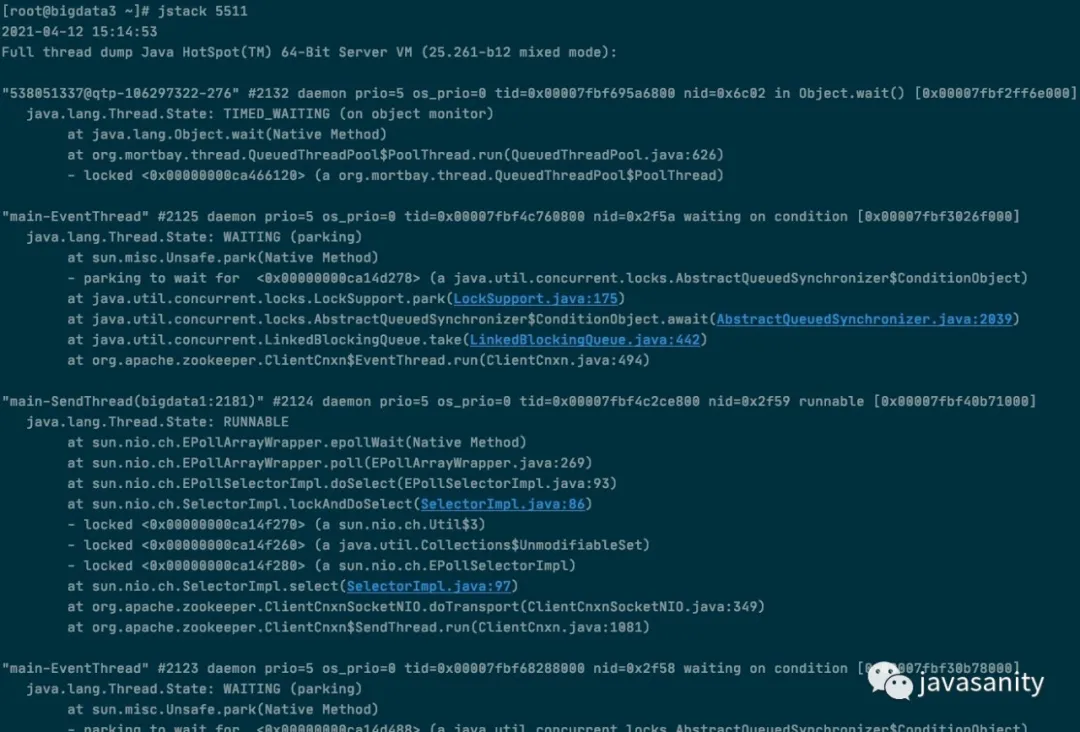 [root@bigdata3 ~]# jstack 5511
2021-04-12 15:14:53
Full thread dump Java HotSpot(TM) 64-Bit Server VM (25.261-b12 mixed mode):
"538051337@qtp-106297322-276" #2132 daemon prio=5 os_prio=0 tid=0x00007fbf695a6800 nid=0x6c02 in Object.wait() [0x00007fbf2ff6e000]
java.lang.Thread.State: TIMED_WAITING (on object monitor)
at java.lang.Object.wait(Native Method)
at org.mortbay.thread.QueuedThreadPool$PoolThread.run(QueuedThreadPool.java:626)
- locked <0x00000000ca466120> (a org.mortbay.thread.QueuedThreadPool$PoolThread)
"main-EventThread" #2125 daemon prio=5 os_prio=0 tid=0x00007fbf4c760800 nid=0x2f5a waiting on condition [0x00007fbf3026f000]
java.lang.Thread.State: WAITING (parking)
at sun.misc.Unsafe.park(Native Method)
- parking to wait for  <0x00000000ca14d278> (a java.util.concurrent.locks.AbstractQueuedSynchronizer$ConditionObject)
at java.util.concurrent.locks.LockSupport.park(LockSupport.java:175)
at java.util.concurrent.locks.AbstractQueuedSynchronizer$ConditionObject.await(AbstractQueuedSynchronizer.java:2039)
at java.util.concurrent.LinkedBlockingQueue.take(LinkedBlockingQueue.java:442)
at org.apache.zookeeper.ClientCnxn$EventThread.run(ClientCnxn.java:494)
"main-SendThread(bigdata1:2181)" #2124 daemon prio=5 os_prio=0 tid=0x00007fbf4c2ce800 nid=0x2f59 runnable [0x00007fbf40b71000]
java.lang.Thread.State: RUNNABLE
at sun.nio.ch.EPollArrayWrapper.epollWait(Native Method)
at sun.nio.ch.EPollArrayWrapper.poll(EPollArrayWrapper.java:269)
at sun.nio.ch.EPollSelectorImpl.doSelect(EPollSelectorImpl.java:93)
at sun.nio.ch.SelectorImpl.lockAndDoSelect(SelectorImpl.java:86)
- locked <0x00000000ca14f270> (a sun.nio.ch.Util$3)
- locked <0x00000000ca14f260> (a java.util.Collections$UnmodifiableSet)
- locked <0x00000000ca14f280> (a sun.nio.ch.EPollSelectorImpl)
at sun.nio.ch.SelectorImpl.select(SelectorImpl.java:97)
at org.apache.zookeeper.ClientCnxnSocketNIO.doTransport(ClientCnxnSocketNIO.java:349)
at org.apache.zookeeper.ClientCnxn$SendThread.run(ClientCnxn.java:1081)
"main-EventThread" #2123 daemon prio=5 os_prio=0 tid=0x00007fbf68288000 nid=0x2f58 waiting on condition
java.lang.Thread.State: WAITING (parking)
at sun.misc.Unsafe.park(Native Method)
- parking to wait for  <0x00000000ca14d488> (a java.util.concurrent.locks.AbstractQueuedSynchronizer$ConditionObject)
javasanity